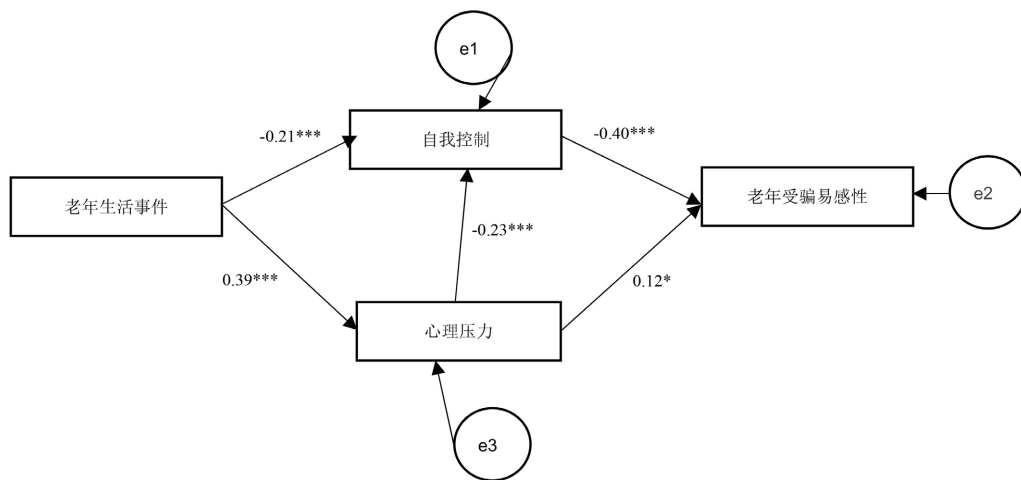 e1
-0.21***
自我控制
-0.40***
老年生活事件
老年受骗易感性
e2
-0.23***
0.39***
0.12*
心理压力
e3